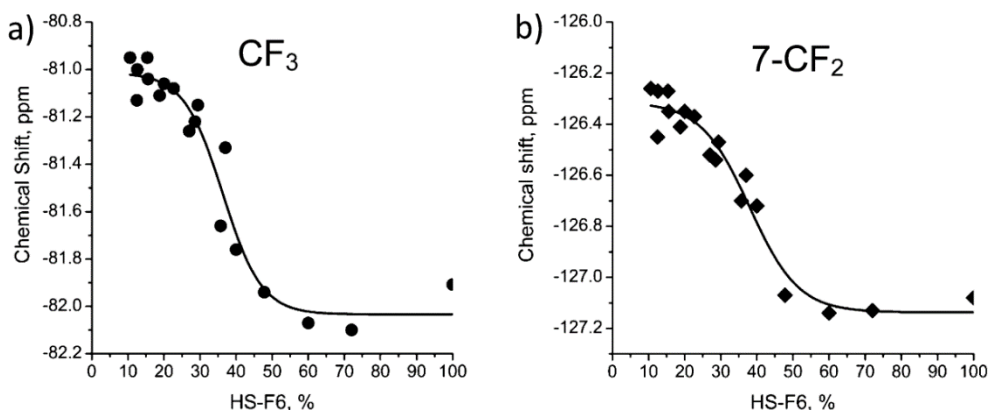 a)
CF3
Chemical Shift, ppm
-80.8
-81.0
-81.2
-81.4
-81.6
-81.8
-82.0
-82.2
0 10 20 30 40 50 60 70 80 90 100
HS-F6, %
b)
7-CF2
Chemical shift, ppm
-126.0
-126.2
-126.4
-126.6
-126.8
-127.0
-127.2
0 10 20 30 40 50 60 70 80 90 100
HS-F6, %